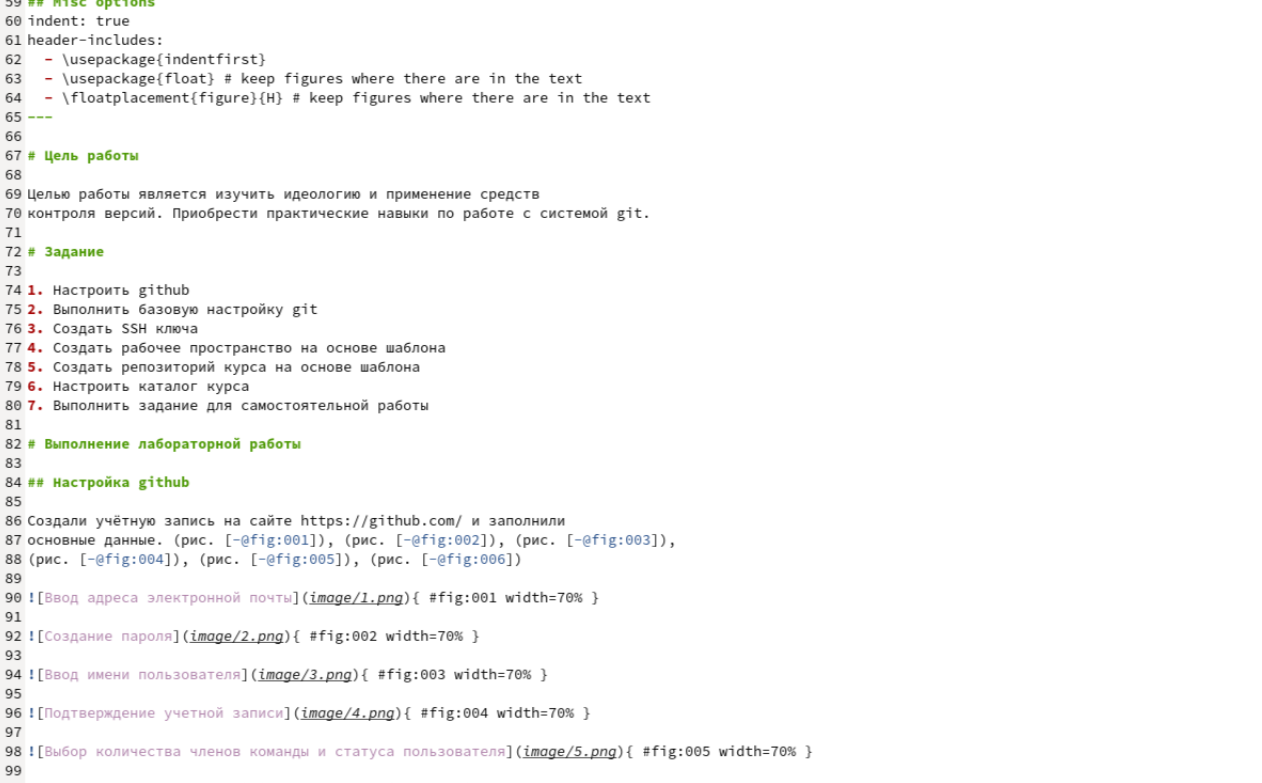 59 ## Misc options
60 indent: true
61 header-includes:
62   - \usepackage{indentfirst}
63   - \usepackage{float} # keep figures where there are in the text
64   - \floatplacement{figure}{H} # keep figures where there are in the text
65 ---
66
67 # Цель работы
68
69 Целью работы является изучить идеологию и применение средств
70 контроля версий. Приобрести практические навыки по работе с системой git.
71
72 # Задание
73
74 1. Настроить github
75 2. Выполнить базовую настройку git
76 3. Создать SSH ключа
77 4. Создать рабочее пространство на основе шаблона
78 5. Создать репозиторий курса на основе шаблона
79 6. Настроить каталог курса
80 7. Выполнить задание для самостоятельной работы
81
82 # Выполнение лабораторной работы
83
84 ## Настройка github
85
86 Создали учётную запись на сайте https://github.com/ и заполнили
87 основные данные. (рис. [-@fig:001]), (рис. [-@fig:002]), (рис. [-@fig:003]),
88 (рис. [-@fig:004]), (рис. [-@fig:005]), (рис. [-@fig:006])
89
90 ![Ввод адреса электронной почты](image/1.png){ #fig:001 width=70% }
91
92 ![Создание пароля](image/2.png){ #fig:002 width=70% }
93
94 ![Ввод имени пользователя](image/3.png){ #fig:003 width=70% }
95
96 ![Подтверждение учетной записи](image/4.png){ #fig:004 width=70% }
97
98 ![Выбор количества членов команды и статуса пользователя](image/5.png){ #fig:005 width=70% }
99